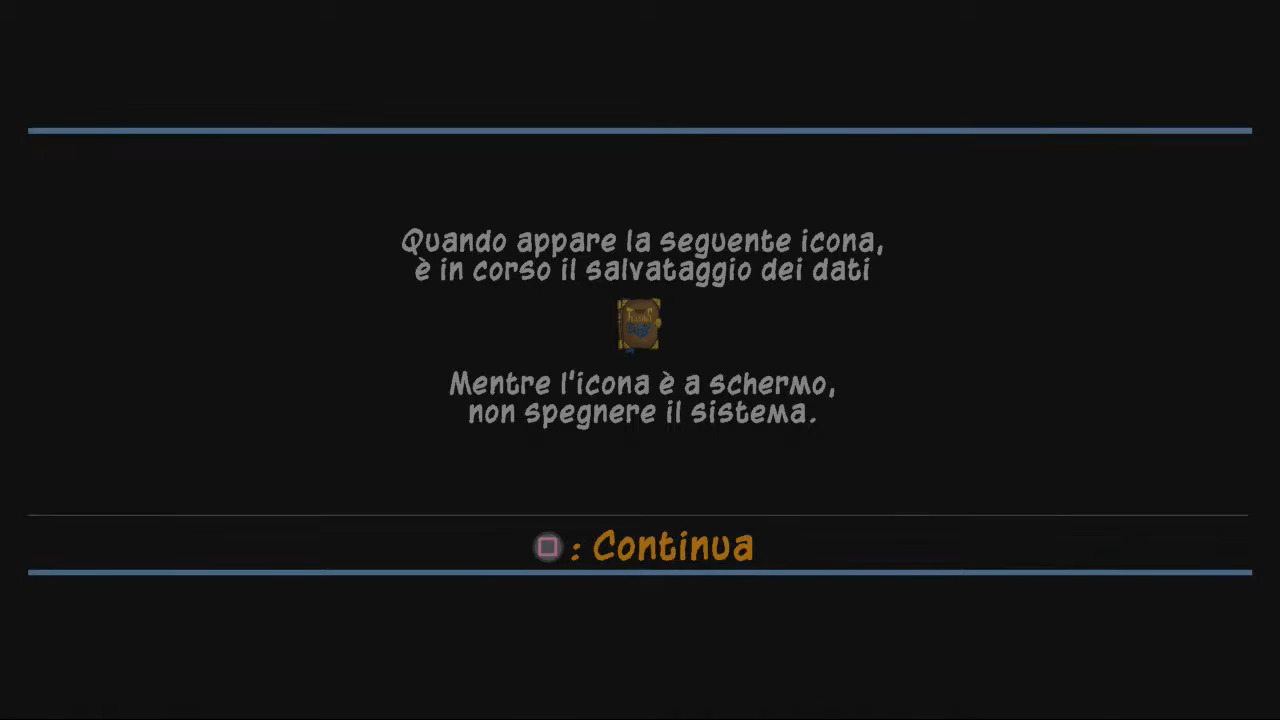 Quando appare la seguente icona,
è in corso il salvataggio dei dati
Mentre l'icona è a schermo,
non spegnere il sistema.
: Continua